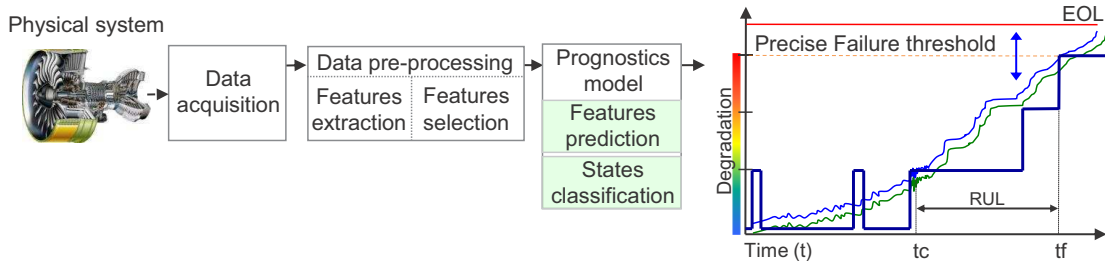 Physical system
Data
acquisition
Data pre-processing
Features
extraction
Features
selection
Prognostics
model
Features
prediction
States
classification
EOL
Precise Failure threshold
Degradation
RUL
Time (t)
tc
tf